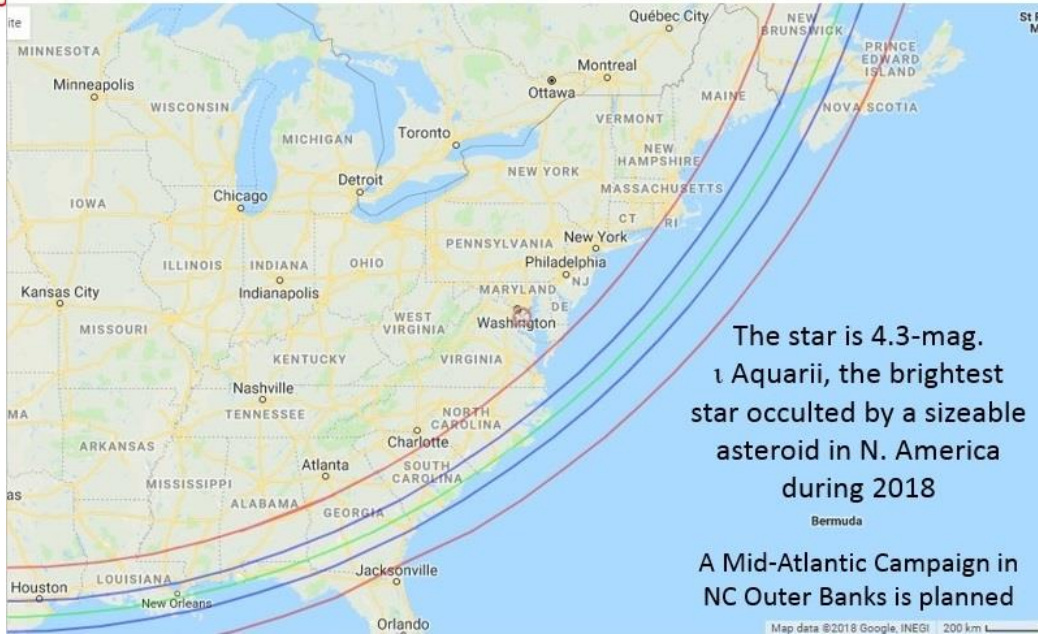 ite
Québec City
NEW
BRUNSWICK
St P
M
MINNESOTA
Minneapolis
Montreal
PRINCE
EDWARD
ISLAND
Ottawa
MAINE
WISCONSIN
VERMONT
NOVA SCOTIA
MICHIGAN
Toronto
NEW
HAMPSHIRE
NEW YORK
Detroit
MASSACHUSETTS
IOWA
Chicago
CT
RI
PENNSYLVANIA
New York
ILLINOIS
INDIANA
OHIO
Philadelphia
NJ
Kansas City
Indianapolis
MARYLAND
DE
WEST
VIRGINIA
Washington
MISSOURI
KENTUCKY
VIRGINIA
Nashville
TENNESSEE
NORTH
CAROLINA
MA
Charlotte
ARKANSAS
Atlanta
SOUTH
CAROLINA
as
MISSISSIPPI
ALABAMA
GEORGIA
LOUISIANA
Jacksonville
Houston
New Orleans
Orlando
The star is 4.3-mag.
ι Aquarii, the brightest
star occulted by a sizeable
asteroid in N. America
during 2018
Bermuda
A Mid-Atlantic Campaign in
NC Outer Banks is planned
Map data ©2018 Google, INEGI 200 km